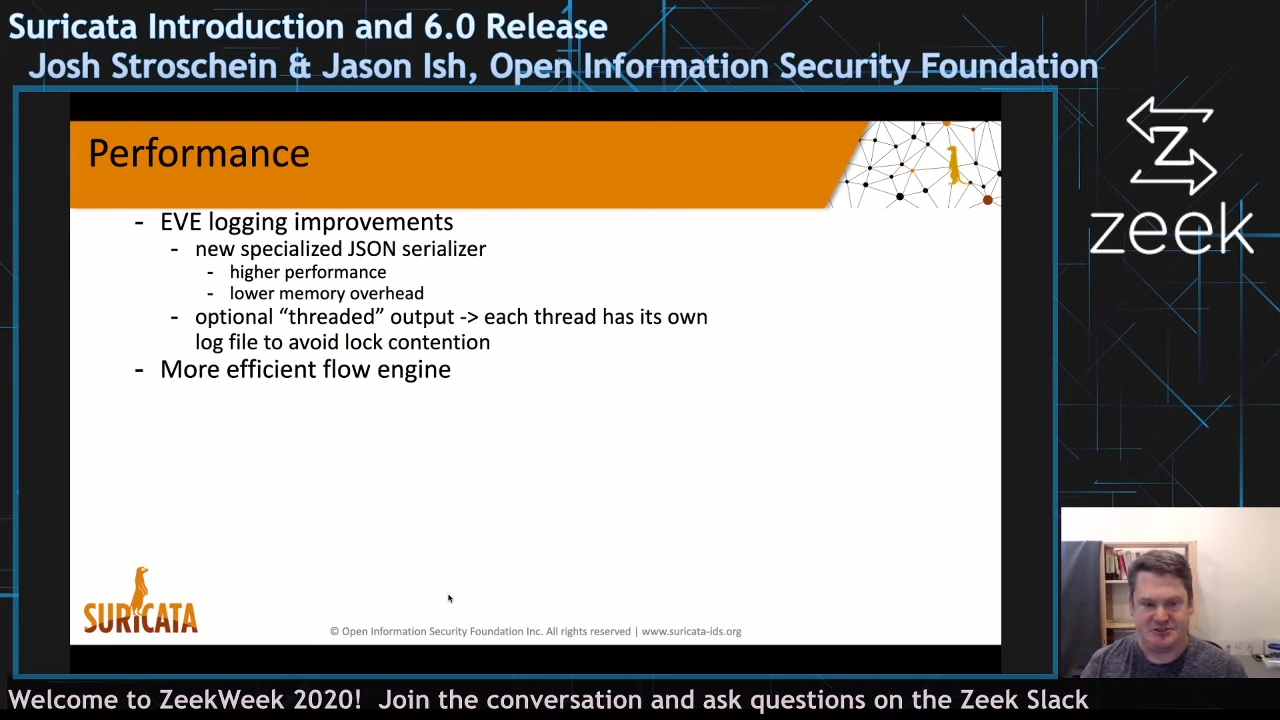 Suricata Introduction and 6.0 Release
Josh Stroschein & Jason Ish, Open Information Security Foundation
Performance
- EVE logging improvements
- new specialized JSON serializer
- higher performance
- lower memory overhead
- optional “threaded” output -> each thread has its own
log file to avoid lock contention
- More efficient flow engine
SURICATA
© Open Information Security Foundation Inc. All rights reserved | www.suricata-ids.org
Z
zeek
Welcome to ZeekWeek 2020! Join the conversation and ask questions on the Zeek Slack